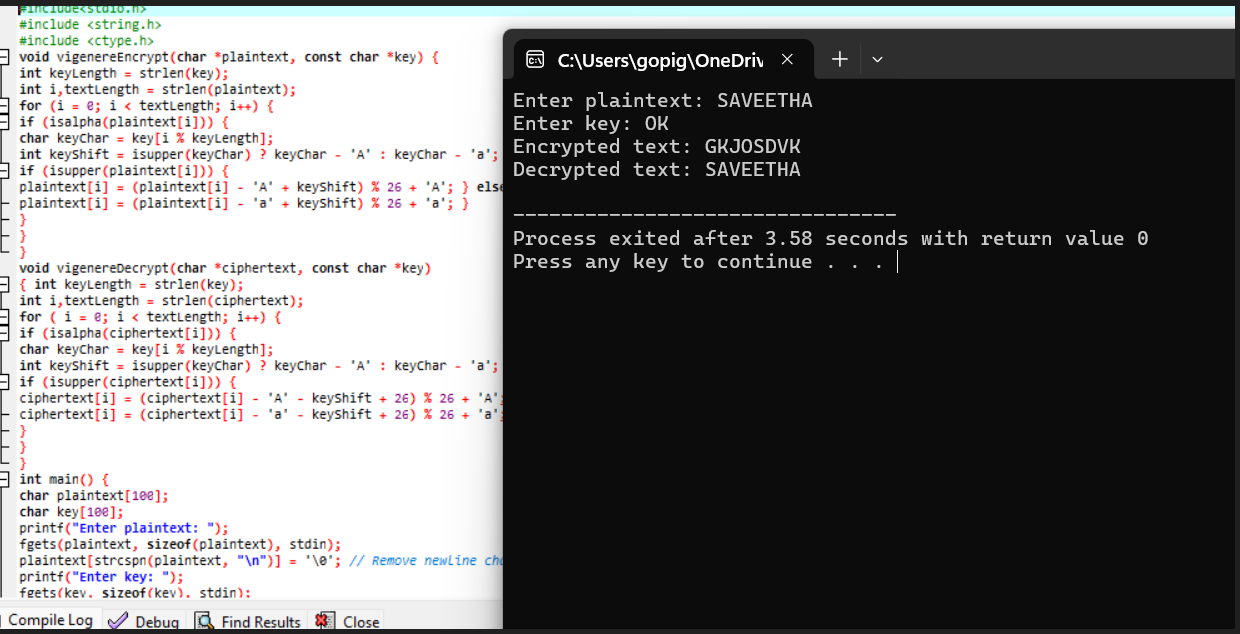 #include<stdio.h>
#include <string.h>
#include <ctype.h>
void vigenereEncrypt(char *plaintext, const char *key) {
int keyLength = strlen(key);
int i,textLength = strlen(plaintext);
for (i = 0; i < textLength; i++) {
if (isalpha(plaintext[i])) {
char keyChar = key[i % keyLength];
int keyShift = isupper(keyChar) ? keyChar - 'A' : keyChar - 'a';
if (isupper(plaintext[i])) {
plaintext[i] = (plaintext[i] - 'A' + keyShift) % 26 + 'A'; } else
plaintext[i] = (plaintext[i] - 'a' + keyShift) % 26 + 'a'; }
}
}
}
void vigenereDecrypt(char *ciphertext, const char *key)
{ int keyLength = strlen(key);
int i,textLength = strlen(ciphertext);
for ( i = 0; i < textLength; i++) {
if (isalpha(ciphertext[i])) {
char keyChar = key[i % keyLength];
int keyShift = isupper(keyChar) ? keyChar - 'A' : keyChar - 'a';
if (isupper(ciphertext[i])) {
ciphertext[i] = (ciphertext[i] - 'A' - keyShift + 26) % 26 + 'A';
ciphertext[i] = (ciphertext[i] - 'a' - keyShift + 26) % 26 + 'a';
}
}
}
int main() {
char plaintext[100];
char key[100];
printf("Enter plaintext: ");
fgets(plaintext, sizeof(plaintext), stdin);
plaintext[strcspn(plaintext, "\n")] = '\0'; // Remove newline
printf("Enter key: ");
fgets(key, sizeof(key), stdin);
Compile Log Debug Find Results Close
C:\Users\gopig\OneDriv
Enter plaintext: SAVEETHA
Enter key: OK
Encrypted text: GKJOSDVK
Decrypted text: SAVEETHA
--------------------------------
Process exited after 3.58 seconds with return value 0
Press any key to continue . . .